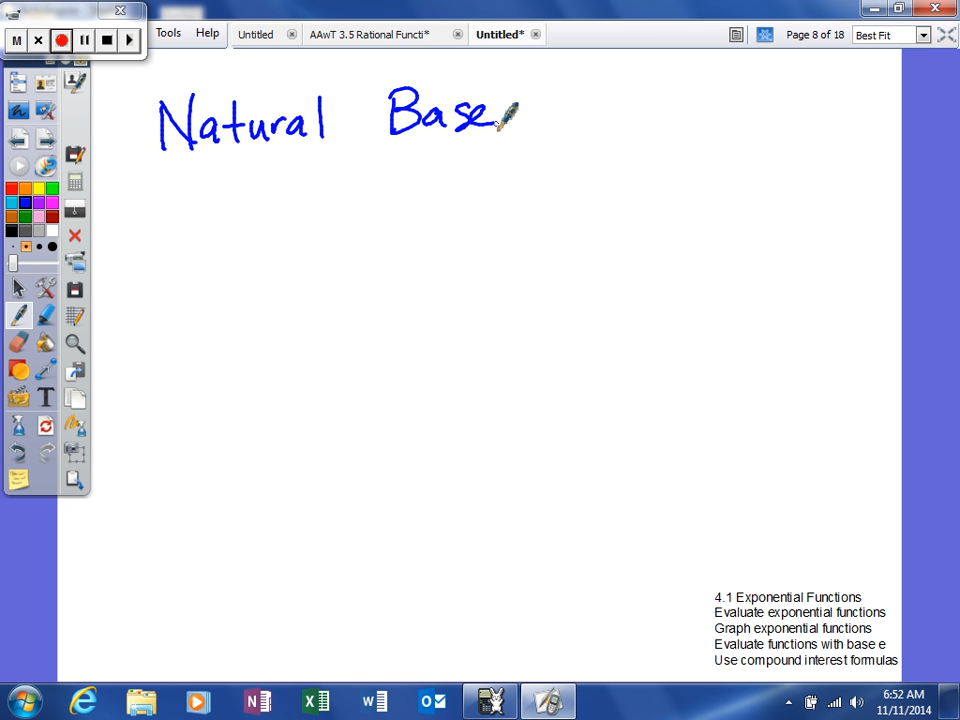 M
Tools Help Untitled AAwT 3.5 Rational Functi* Untitled* Page 8 of 18 Best Fit
Natural Base
T
4.1 Exponential Functions
Evaluate exponential functions
Graph exponential functions
Evaluate functions with base e
Use compound interest formulas
6:52 AM
11/11/2014